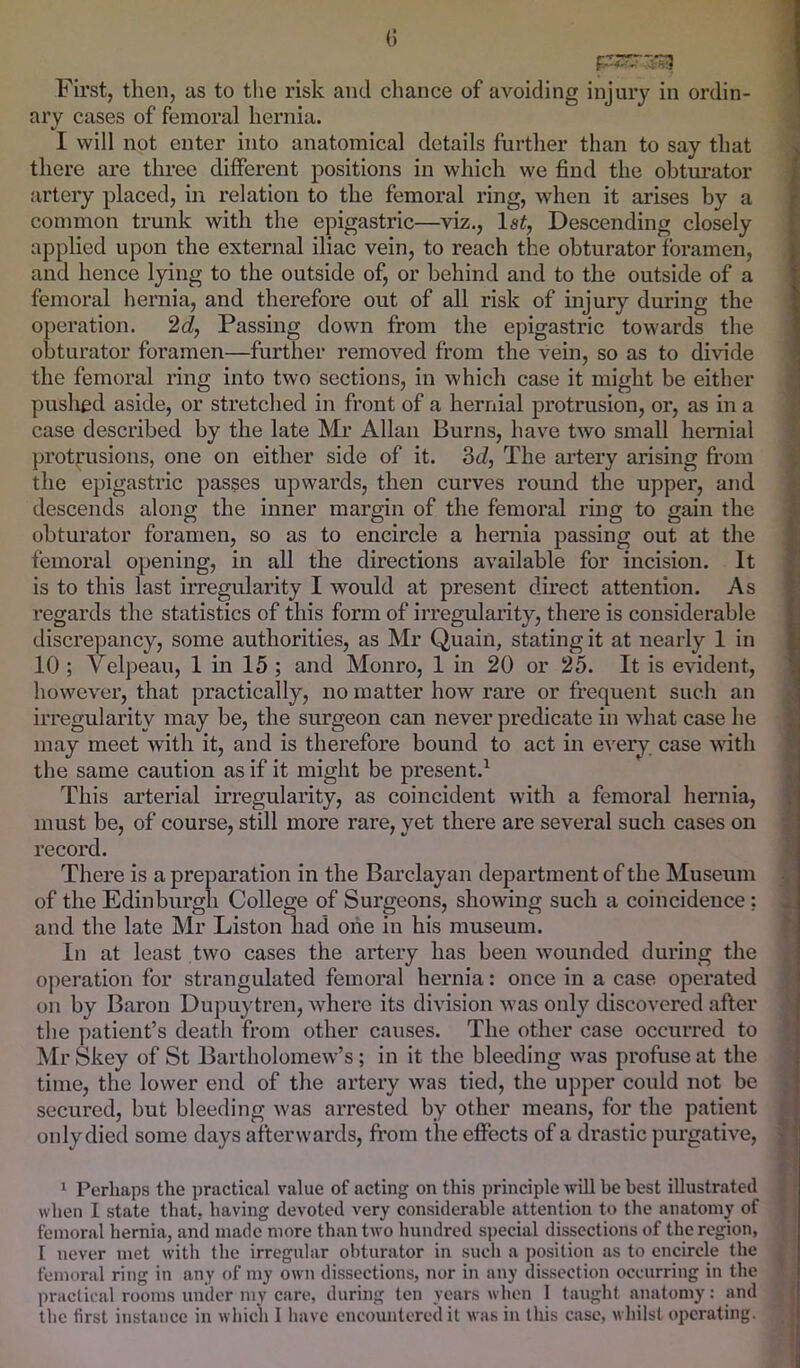 6
First, then, as to the risk and chance of avoiding injury in ordin-
ary cases of femoral hernia.
I will not enter into anatomical details further than to say that
there are three different positions in which we find the obturator
artery placed, in relation to the femoral ring, when it arises by a
common trunk with the epigastric—viz., 1st, Descending closely
applied upon the external iliac vein, to reach the obturator foramen,
and hence lying to the outside of, or behind and to the outside of a
femoral hernia, and therefore out of all risk of injury during the
operation. 2d, Passing down from the epigastric towards the
obturator foramen—further removed from the vein, so as to divide
the femoral ring into two sections, in which case it might be either
pushed aside, or stretched in front of a hernial protrusion, or, as in a
case described by the late Mr Allan Burns, have two small hernial
protrusions, one on either side of it. 3d, The artery arising from
the epigastric passes upwards, then curves round the upper, and
descends along the inner margin of the femoral ring to gain the
obturator foramen, so as to encircle a hernia passing out at the
femoral opening, in all the directions available for incision. It
is to this last irregularity I would at present direct attention. As
regards the statistics of this form of irregularity, there is considerable
discrepancy, some authorities, as Mr Quain, stating it at nearly 1 in
10; Velpeau, 1 in 15; and Monro, 1 in 20 or 25. It is evident,
however, that practically, no matter how rare or frequent such an
irregularity may be, the surgeon can never predicate in what case he
may meet with it, and is therefore bound to act in every case with
the same caution as if it might be present.¹
This arterial irregularity, as coincident with a femoral hernia,
must be, of course, still more rare, yet there are several such cases on
record.
There is a preparation in the Barclayan department of the Museum
of the Edinburgh College of Surgeons, showing such a coincidence;
and the late Mr Liston had one in his museum.
In at least two cases the artery has been wounded during the
operation for strangulated femoral hernia: once in a case operated
on by Baron Dupuytren, where its division was only discovered after
the patient's death from other causes. The other case occurred to
Mr Skey of St Bartholomew's; in it the bleeding was profuse at the
time, the lower end of the artery was tied, the upper could not be
secured, but bleeding was arrested by other means, for the patient
only died some days afterwards, from the effects of a drastic purgative,
¹ Perhaps the practical value of acting on this principle will be best illustrated
when I state that, having devoted very considerable attention to the anatomy of
femoral hernia, and made more than two hundred special dissections of the region,
I never met with the irregular obturator in such a position as to encircle the
femoral ring in any of my own dissections, nor in any dissection occurring in the
practical rooms under my care, during ten years when I taught anatomy: and
the first instance in which I have encountered it was in this case, whilst operating.